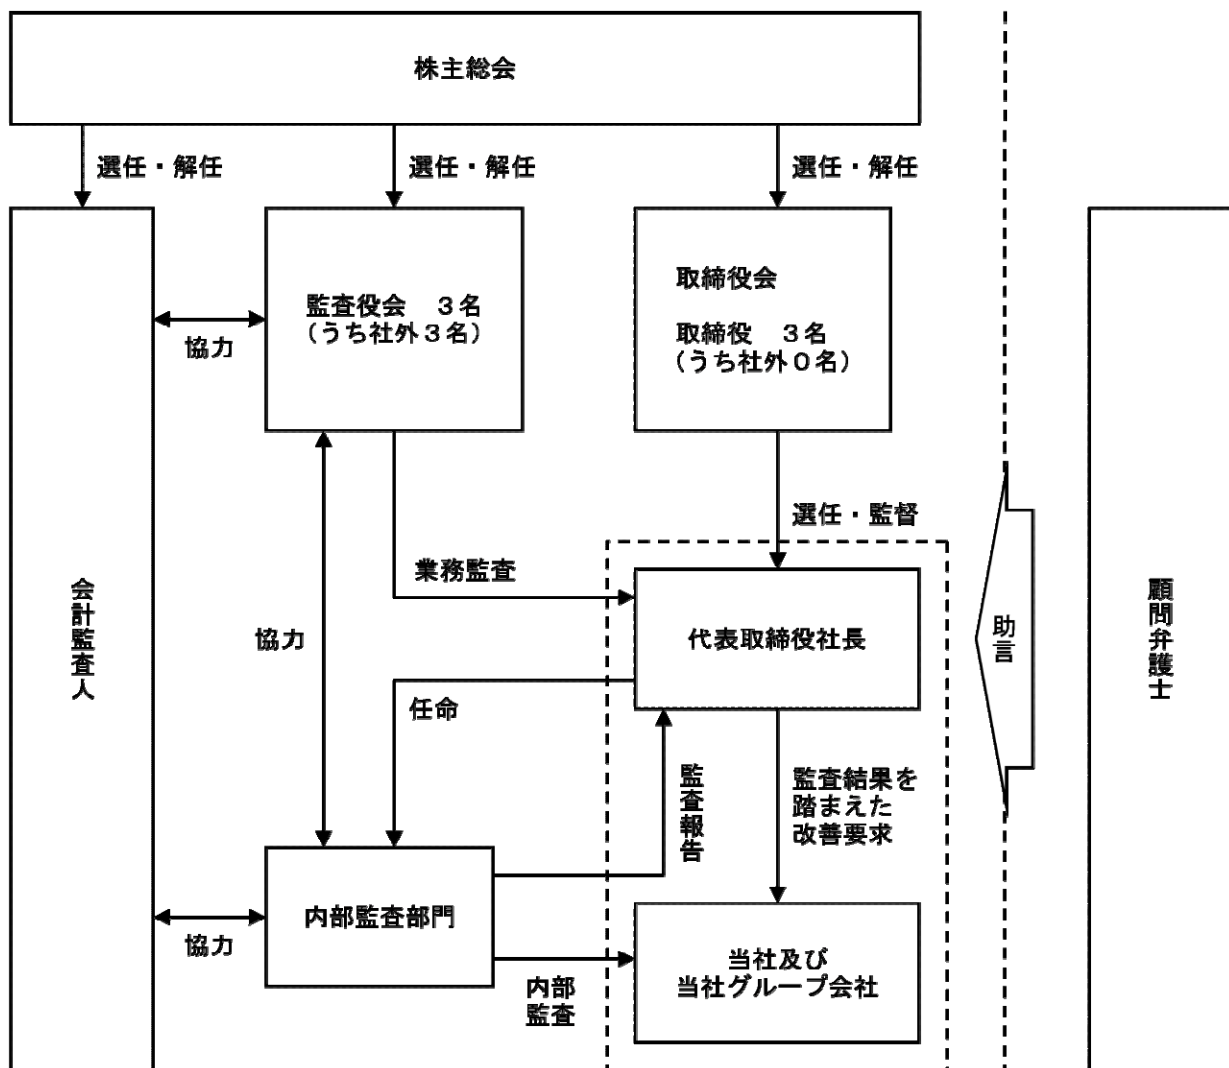 株主総会
選任・解任
選任・解任
選任・解任
監査役会　３名
（うち社外３名）
取締役会
取締役　３名
（うち社外０名）
協力
選任・監督
業務監査
会計監査人
協力
代表取締役社長
助言
顧問弁護士
任命
監査報告
監査結果を
踏まえた
改善要求
内部監査部門
協力
内部
監査
当社及び
当社グループ会社